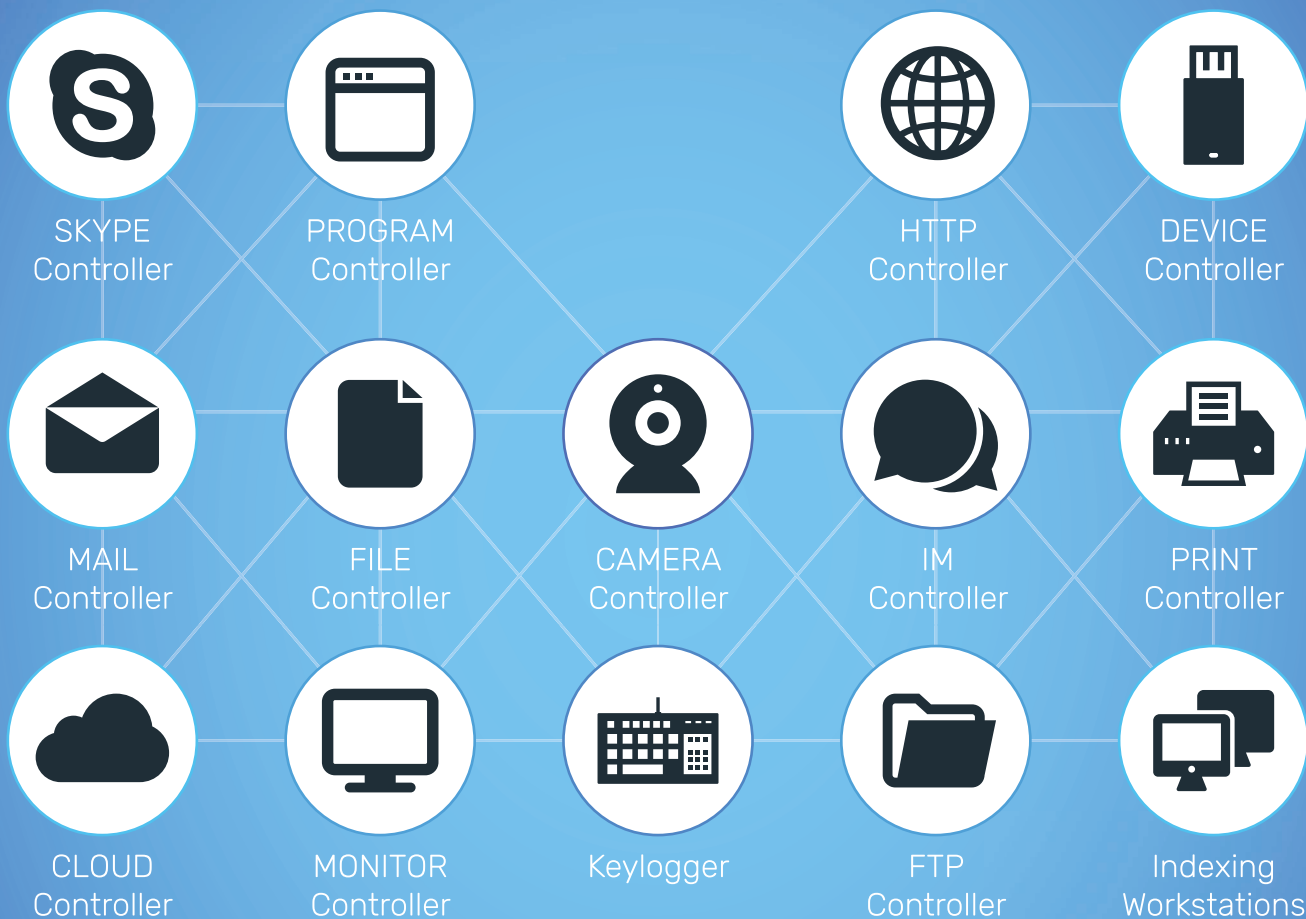 SKYPE
Controller
PROGRAM
Controller
HTTP
Controller
DEVICE
Controller
MAIL
Controller
FILE
Controller
CAMERA
Controller
IM
Controller
PRINT
Controller
CLOUD
Controller
MONITOR
Controller
Keylogger
FTP
Controller
Indexing
Workstations